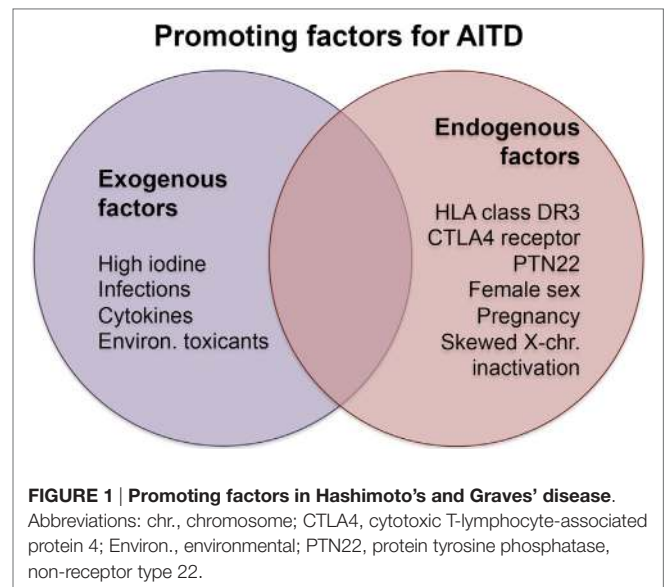 Promoting factors for AITD
Exogenous
factors
High iodine
Infections
Cytokines
Environ. toxicants
Endogenous
factors
HLA class DR3
CTLA4 receptor
PTN22
Female sex
Pregnancy
Skewed X-chr.
inactivation
FIGURE 1 | Promoting factors in Hashimoto's and Graves' disease.
Abbreviations: chr., chromosome; CTLA4, cytotoxic T-lymphocyte-associated
protein 4; Environ., environmental; PTN22, protein tyrosine phosphatase,
non-receptor type 22.